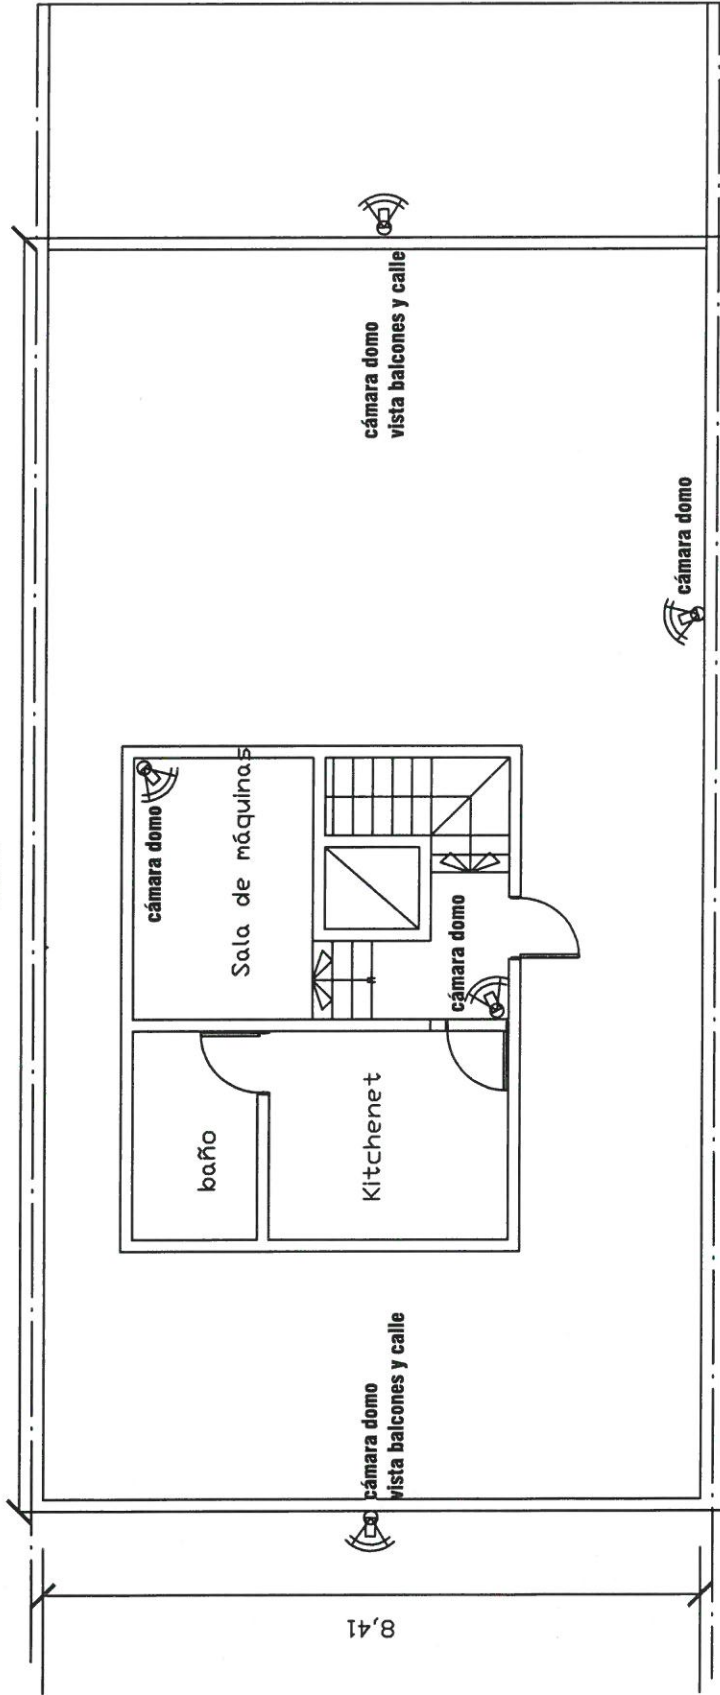 cámara domo
Sala de máquinas
baño
Kitchenet
cámara domo
cámara domo
vista balcones y calle
cámara domo
vista balcones y calle
cámara domo
8,41